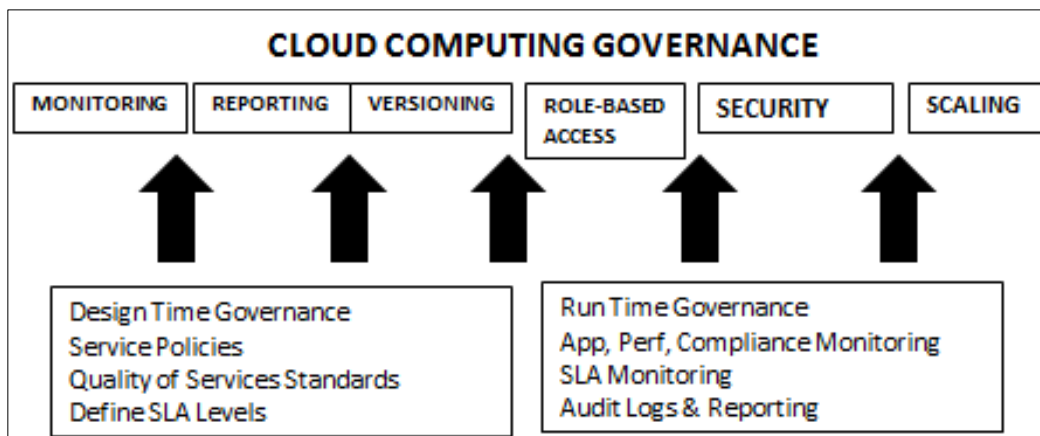 CLOUD COMPUTING GOVERNANCE
MONITORING
REPORTING
VERSIONING
ROLE-BASED
ACCESS
SECURITY
SCALING
Design Time Governance
Service Policies
Quality of Services Standards
Define SLA Levels
Run Time Governance
App, Perf, Compliance Monitoring
SLA Monitoring
Audit Logs & Reporting